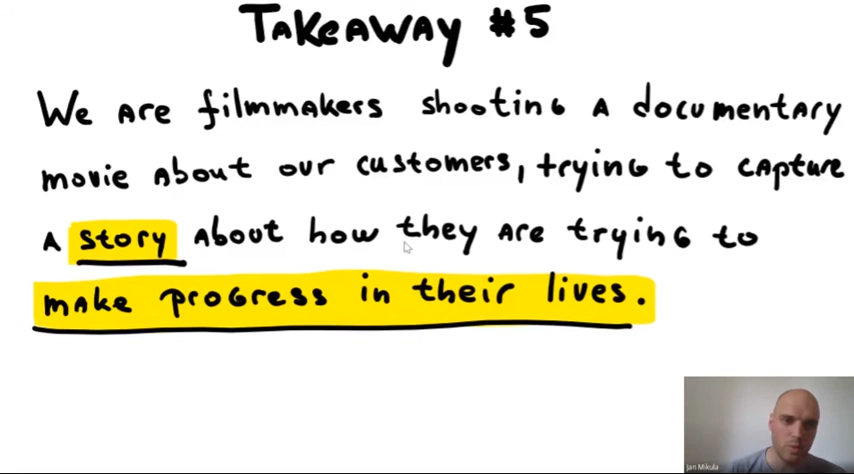 Takeaway #5
We are filmmakers shooting a documentary
movie about our customers, trying to capture
a story about how they are trying to
make progress in their lives.
Jan Mikula